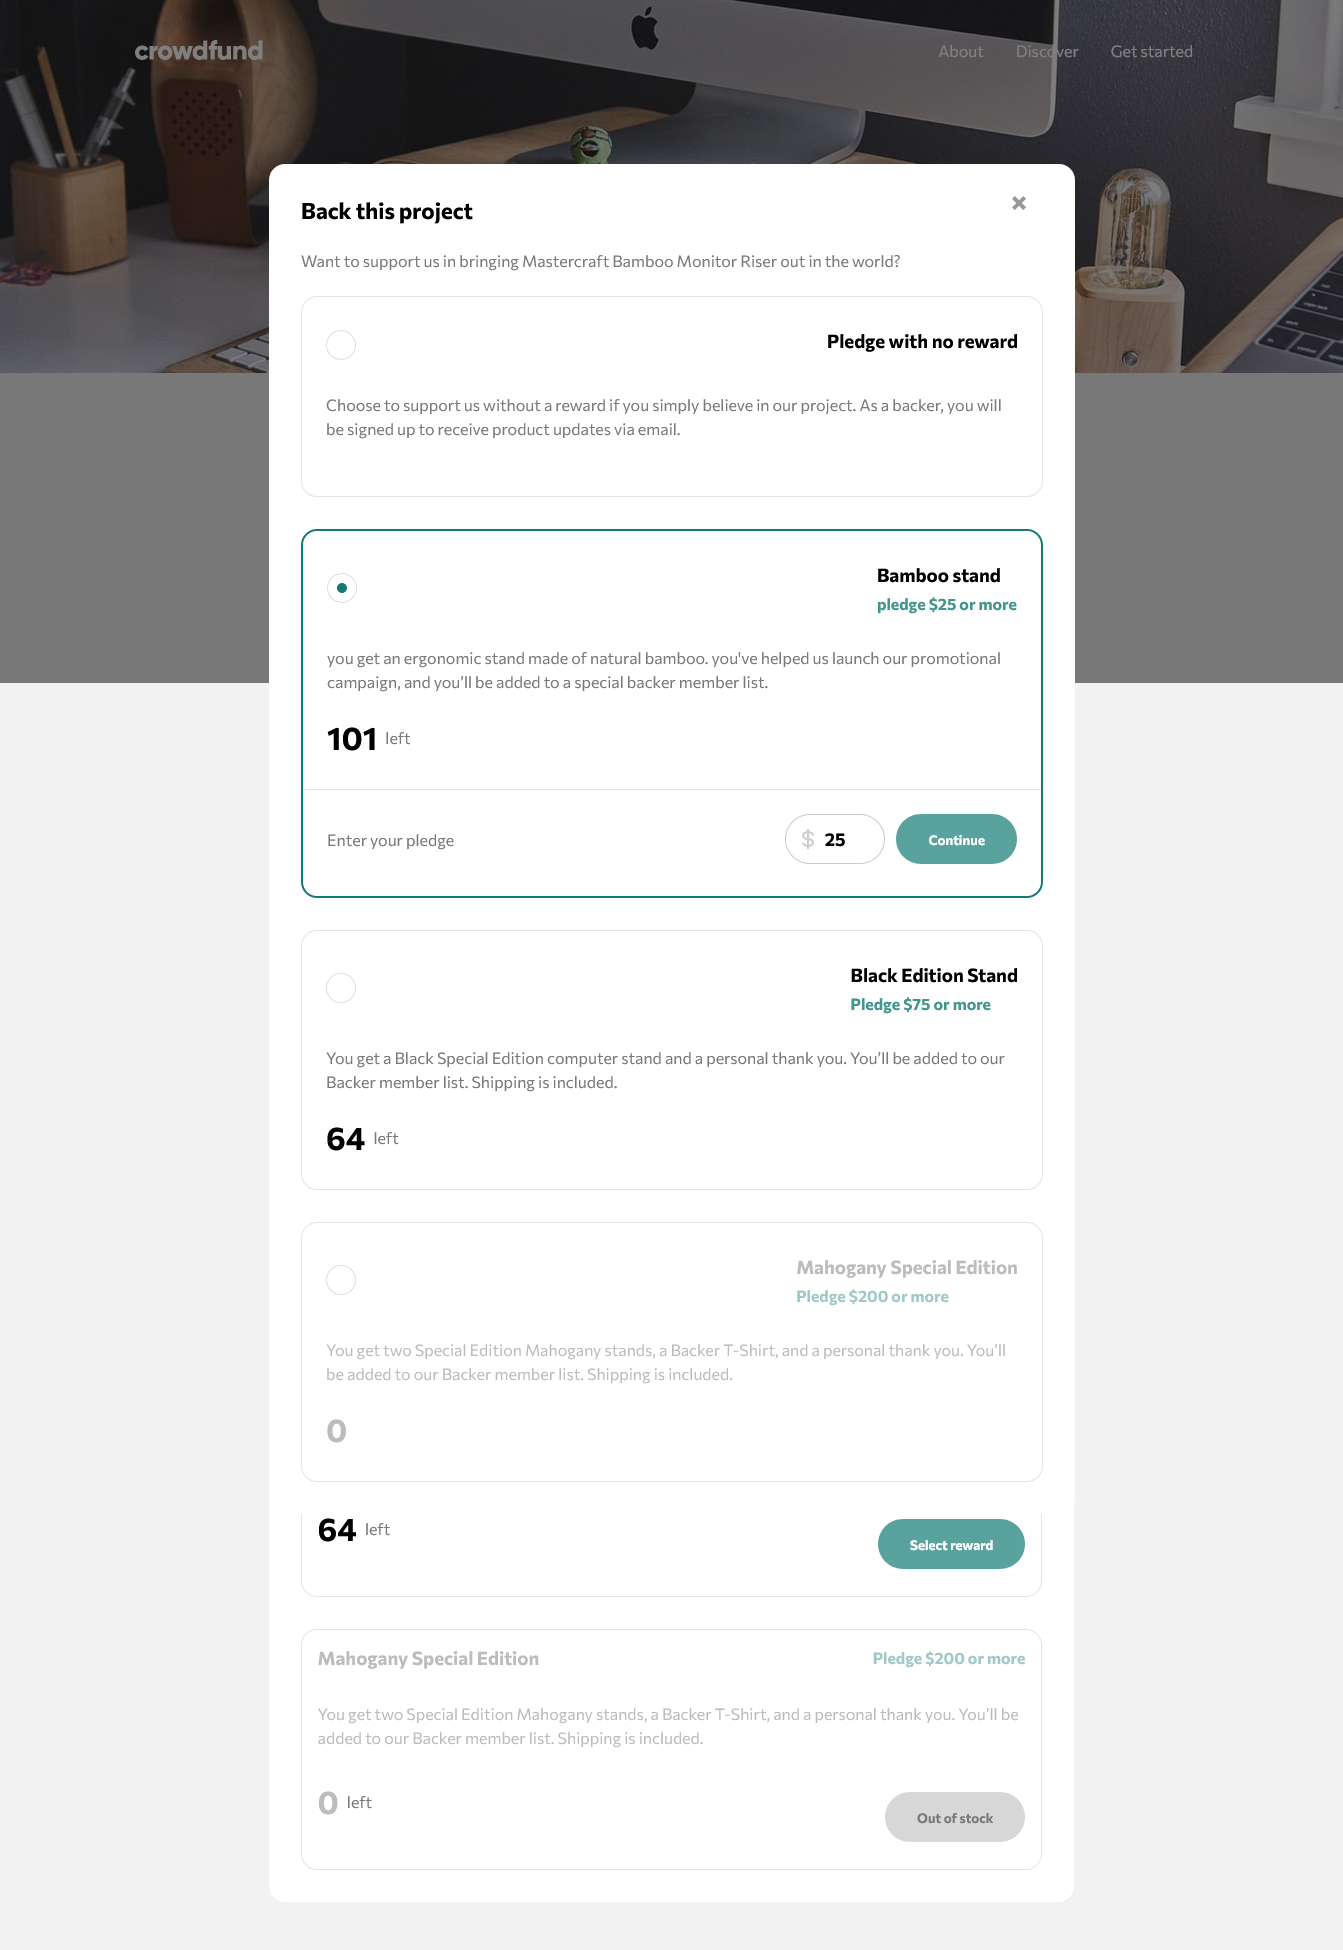 crowdfund
About Discover Get started
Back this project
Want to support us in bringing Mastercraft Bamboo Monitor Riser out in the world?
Pledge with no reward
Choose to support us without a reward if you simply believe in our project. As a backer, you will
be signed up to receive product updates via email.
Bamboo stand
pledge $25 or more
you get an ergonomic stand made of natural bamboo. you've helped us launch our promotional
campaign, and you’ll be added to a special backer member list.
101 left
Enter your pledge
$ 25
Continue
Black Edition Stand
Pledge $75 or more
You get a Black Special Edition computer stand and a personal thank you. You’ll be added to our
Backer member list. Shipping is included.
64 left
Mahogany Special Edition
Pledge $200 or more
You get two Special Edition Mahogany stands, a Backer T-Shirt, and a personal thank you. You’ll
be added to our Backer member list. Shipping is included.
0
64 left
Select reward
Mahogany Special Edition
Pledge $200 or more
You get two Special Edition Mahogany stands, a Backer T-Shirt, and a personal thank you. You’ll be
added to our Backer member list. Shipping is included.
0 left
Out of stock